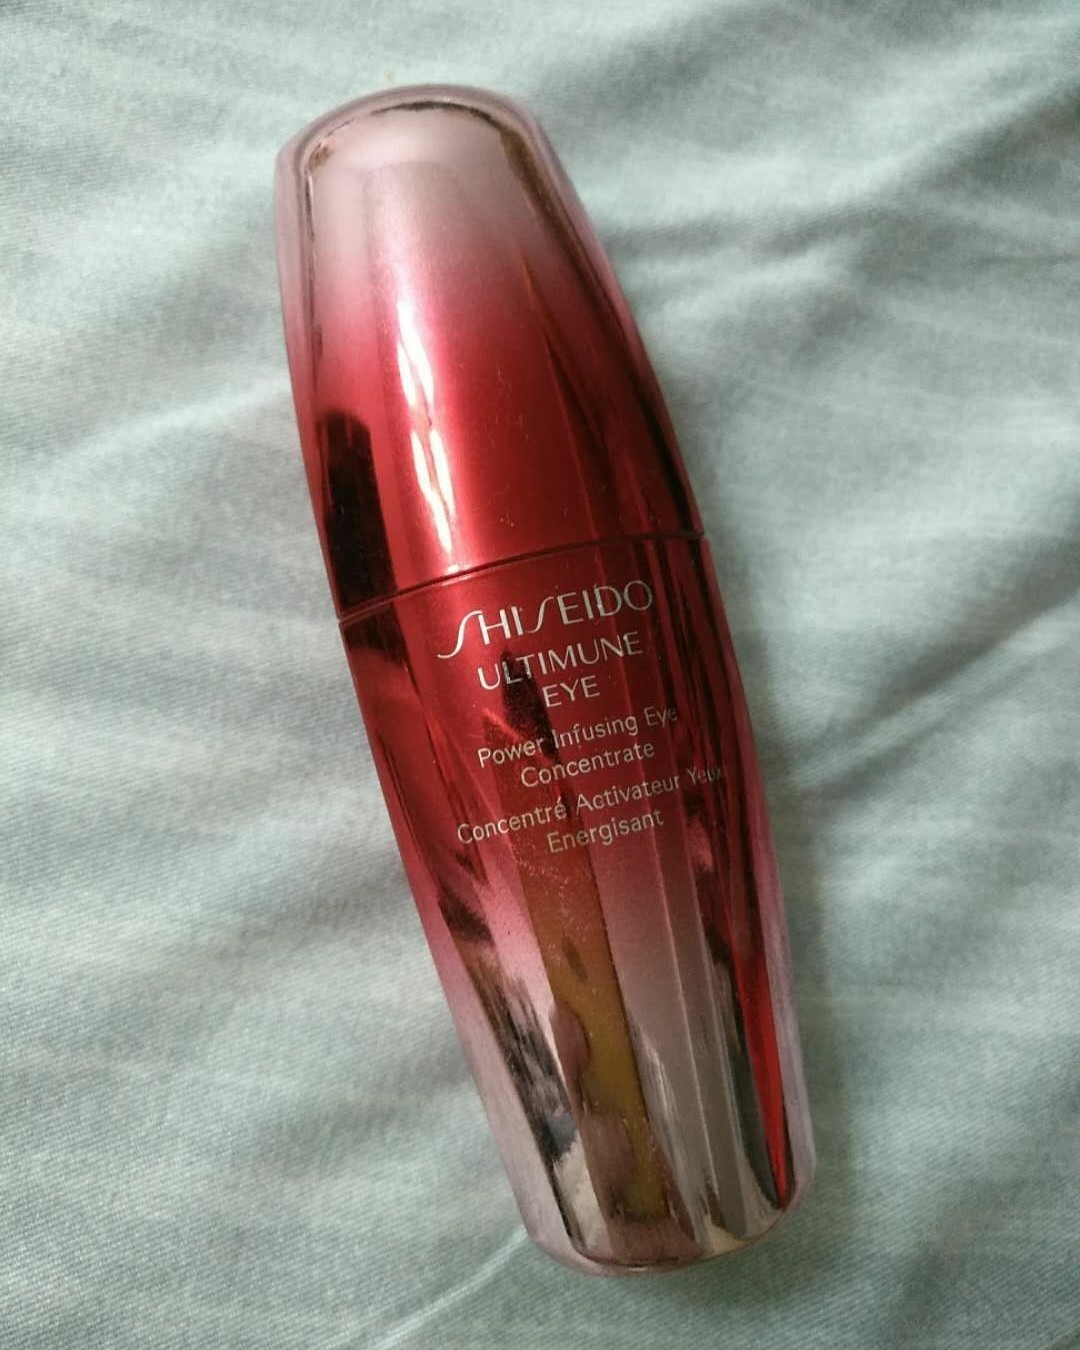 SHISEIDO
ULTIMUNE
EYE
Power Infusing Eye
Concentrate
Concentré Activateur Yeux
Energisant